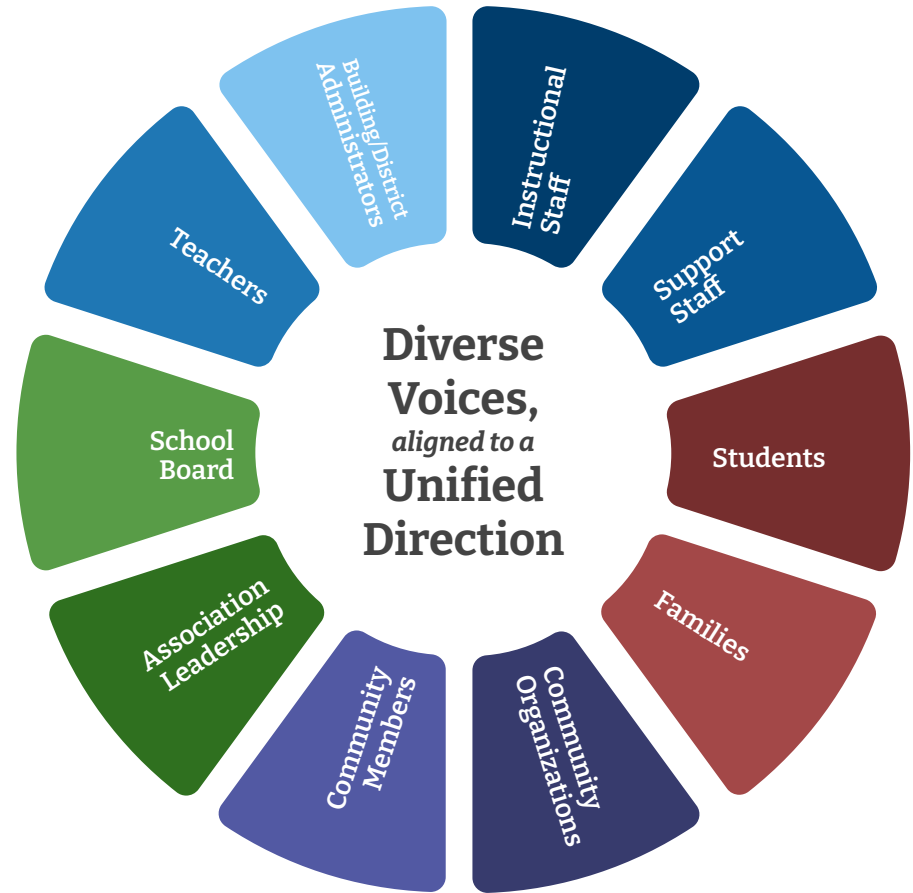 Diverse
Voices,
aligned to a
Unified
Direction
Instructional
Staff
Support
Staff
Students
Families
Community
Organizations
Community
Members
Association
Leadership
School
Board
Teachers
Building/District
Administrators